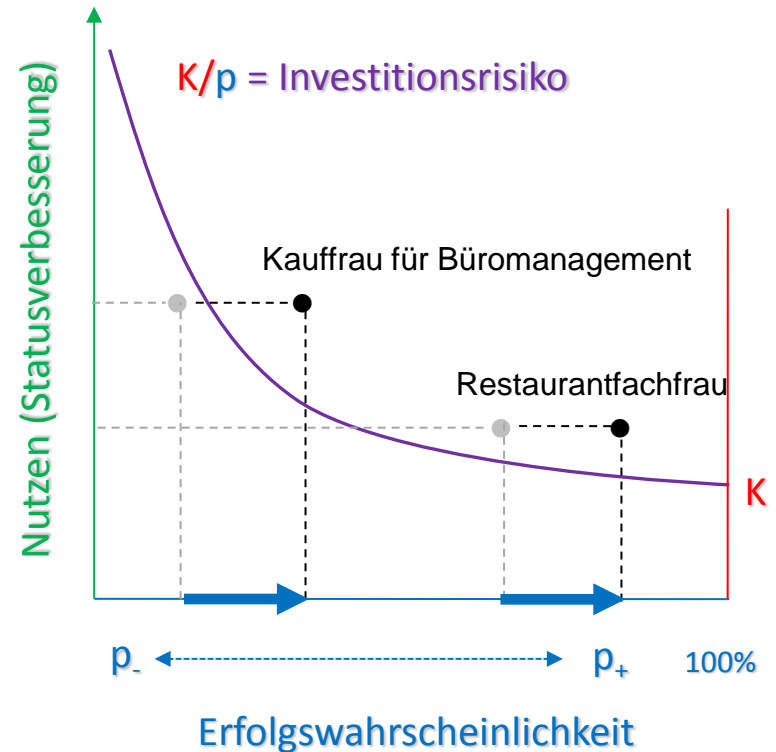 Nutzen (Statusverbesserung)
K/p = Investitionsrisiko
Kauffrau für Büromanagement
Restaurantfachfrau
K
p- p+ 100%
Erfolgswahrscheinlichkeit